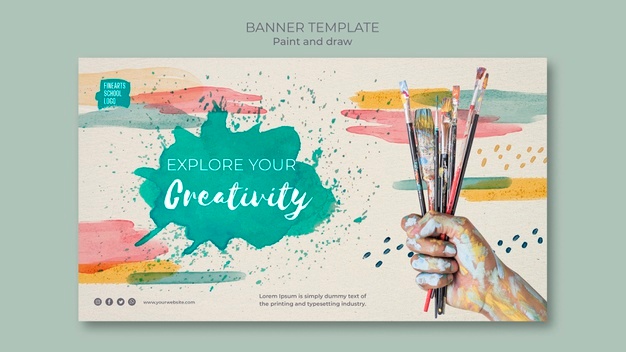 BANNER TEMPLATE
Paint and draw
FINEARTS
SCHOOL
LOGO
EXPLORE YOUR
Creativity
www.yourwebsite.com
Lorem Ipsum is simply dummy text of
the printing and typesetting industry.